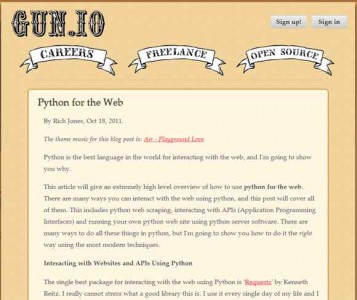 GUN.IO
Sign up!
Sign in
CAREERS
FREELANCE
OPEN SOURCE
Python for the Web
By Rich Jones, Oct 18, 2011.
The theme music for this blog post is: Air - Playground Love
Python is the best language in the world for interacting with the web, and I'm going to show
you why.
This article will give an extremely high level overview of how to use python for the web.
There are many ways you can interact with the web using python, and this post will cover all
of them. This includes python web scraping, interacting with APIs (Application Programming
Interfaces) and running your own python web site using python server software. There are
many ways to do all these things in python, but I'm going to show you how to do it the right
way using the most modern techniques.
Interacting with Websites and APIs Using Python
The single best package for interacting with the web using Python is 'Requests' by Kenneth
Reitz. I really cannot stress what a good library this is. I use it every single day of my life and I